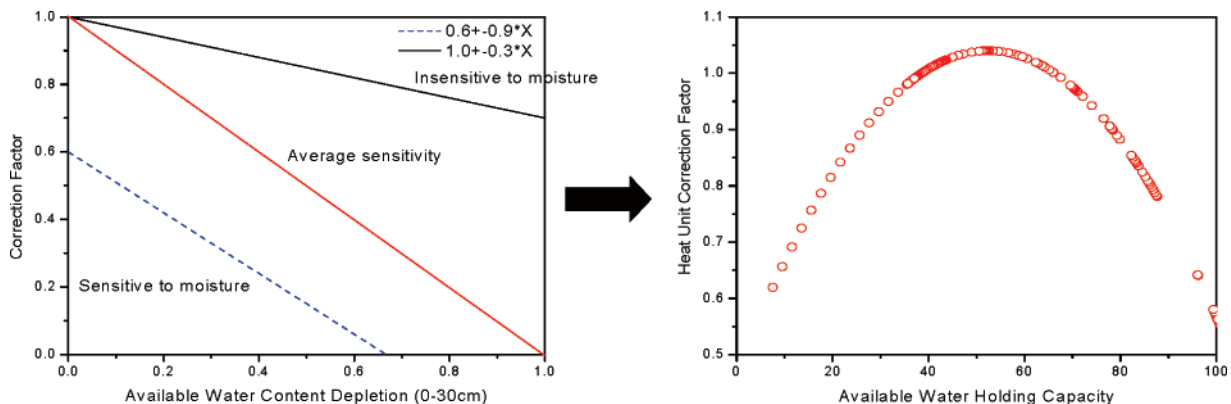 1.0
0.8
0.6
0.4
0.2
0.0
Correction Factor
0.6+-0.9*X
1.0+-0.3*X
Insensitive to moisture
Average sensitivity
Sensitive to moisture
0.0 0.2 0.4 0.6 0.8 1.0
Available Water Content Depletion (0-30cm)
1.1
1.0
0.9
0.8
0.7
0.6
0.5
Heat Unit Correction Factor
0 20 40 60 80 100
Available Water Holding Capacity